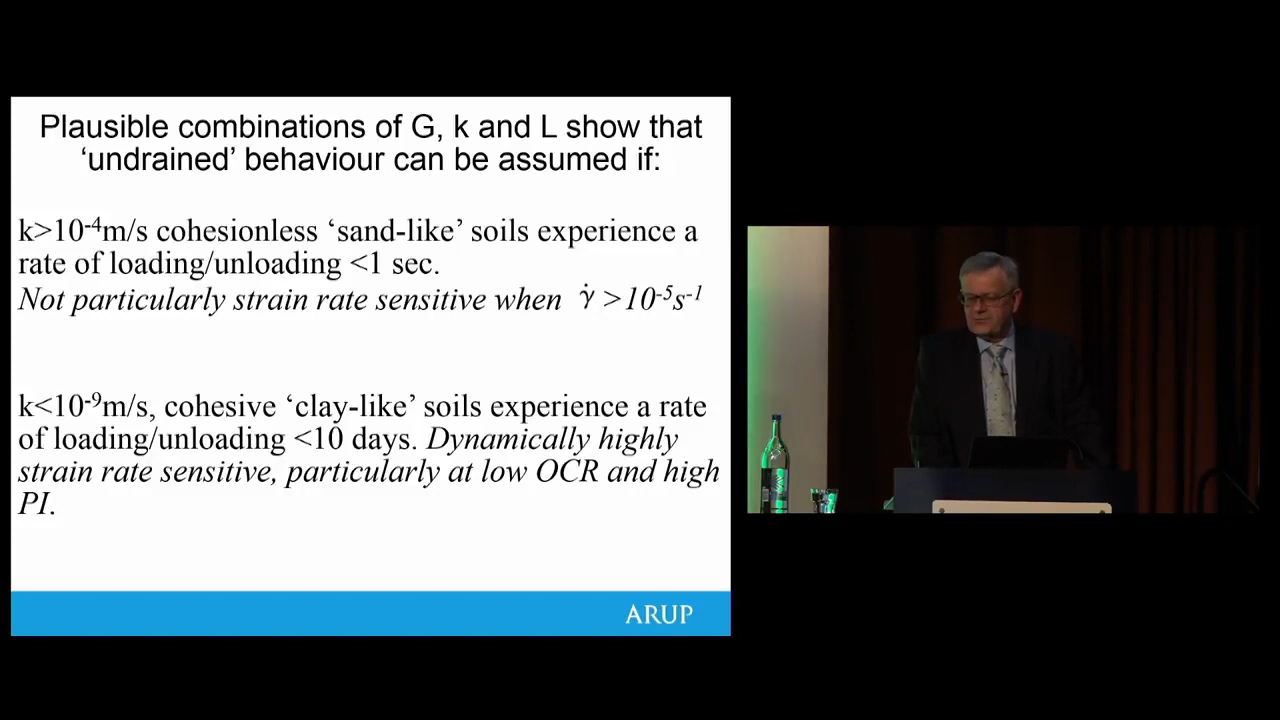 Plausible combinations of G, k and L show that
‘undrained’ behaviour can be assumed if:
k>10⁻⁴m/s cohesionless ‘sand-like’ soils experience a
rate of loading/unloading <1 sec.
Not particularly strain rate sensitive when γ̇ >10⁻⁵s⁻¹
k<10⁻⁹m/s, cohesive ‘clay-like’ soils experience a rate
of loading/unloading <10 days. Dynamically highly
strain rate sensitive, particularly at low OCR and high
PI.
ARUP